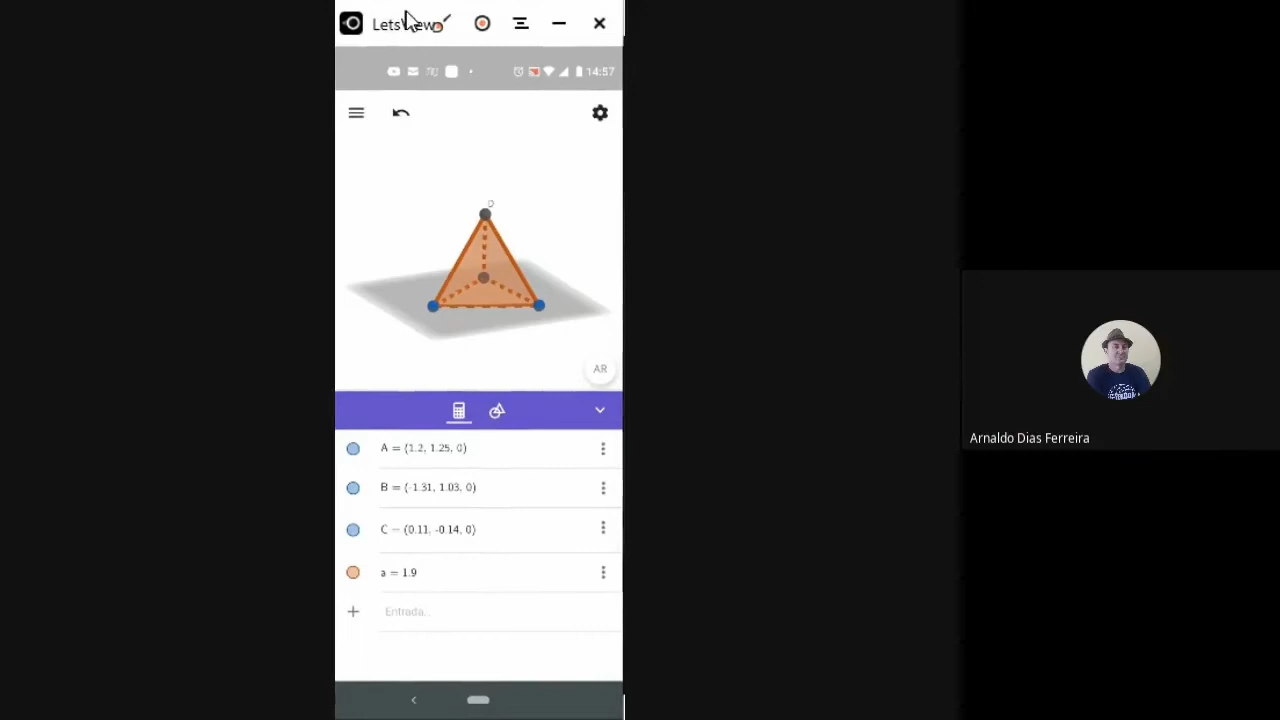 LetsView
14:57
D
AR
A = (1.2, 1.25, 0)
B = (-1.31, 1.03, 0)
C = (0.11, -0.14, 0)
a = 1.9
Entrada...
Arnaldo Dias Ferreira